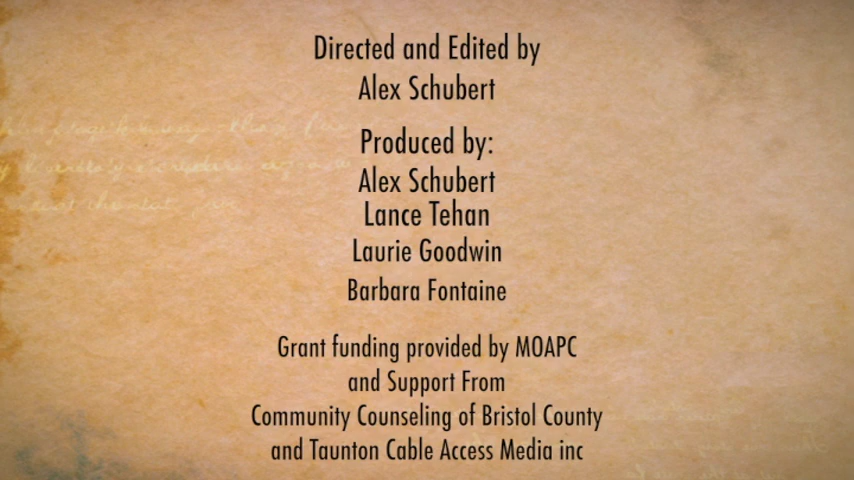 Directed and Edited by
Alex Schubert
Produced by:
Alex Schubert
Lance Tehan
Laurie Goodwin
Barbara Fontaine
Grant funding provided by MOAPC
and Support From
Community Counseling of Bristol County
and Taunton Cable Access Media inc